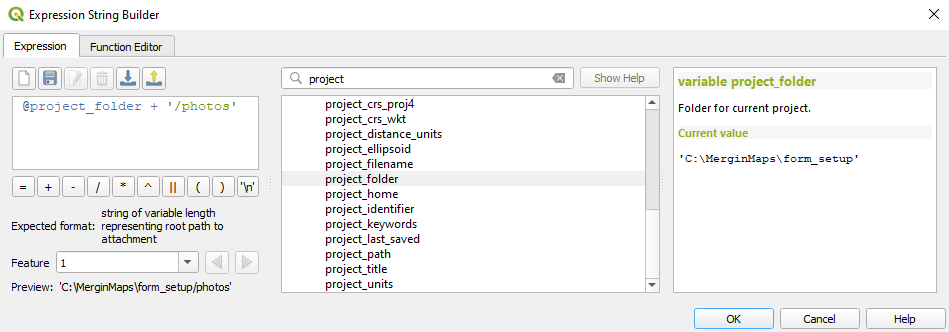 Expression String Builder
Expression
Function Editor
project
Show Help
@project_folder + '/photos'
= + - / * ^ || ( ) '\n'
Expected format: string of variable length
representing root path to
attachment
Feature 1
Preview: 'C:\MerginMaps\form_setup/photos'
project_crs_proj4
project_crs_wkt
project_distance_units
project_ellipsoid
project_filename
project_folder
project_home
project_identifier
project_keywords
project_last_saved
project_path
project_title
project_units
variable project_folder
Folder for current project.
Current value
'C:\MerginMaps\form_setup'
OK
Cancel
Help